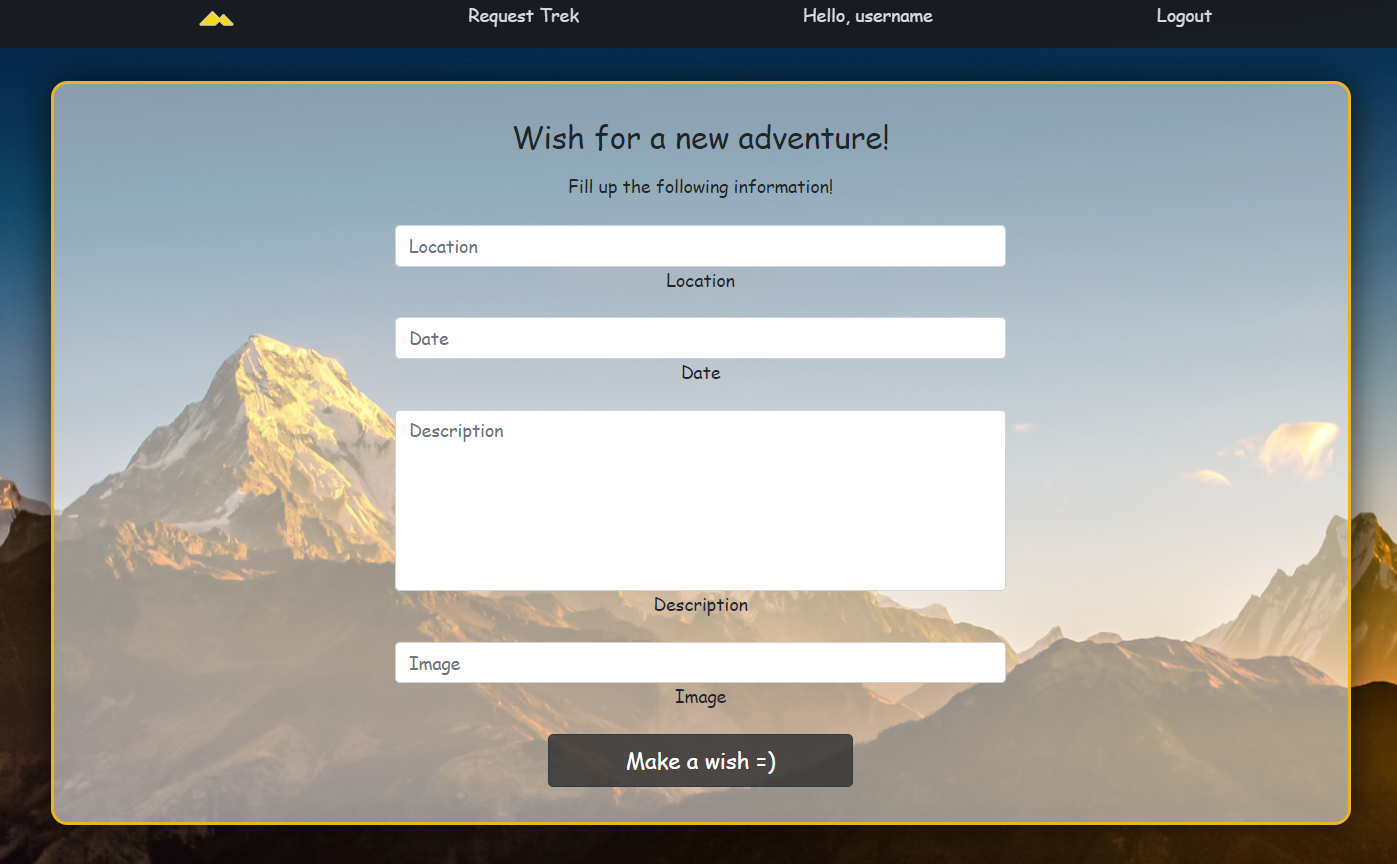 Request Trek
Hello, username
Logout
Wish for a new adventure!
Fill up the following information!
Location
Location
Date
Date
Description
Description
Image
Image
Make a wish =)